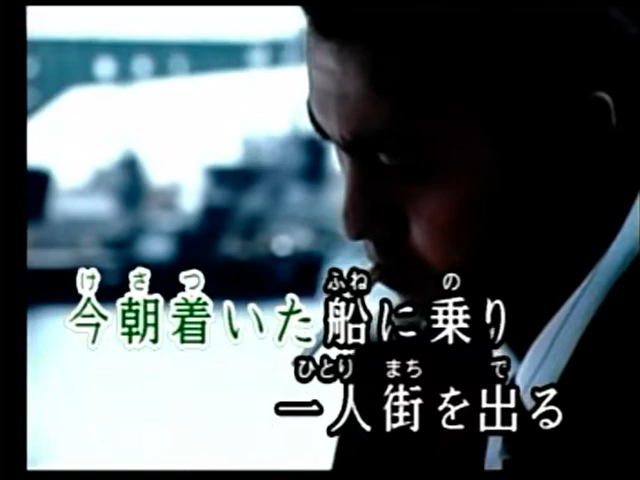 けさつ ふね の
今朝着いた船に乗り
ひとり まち で
一人街を出る